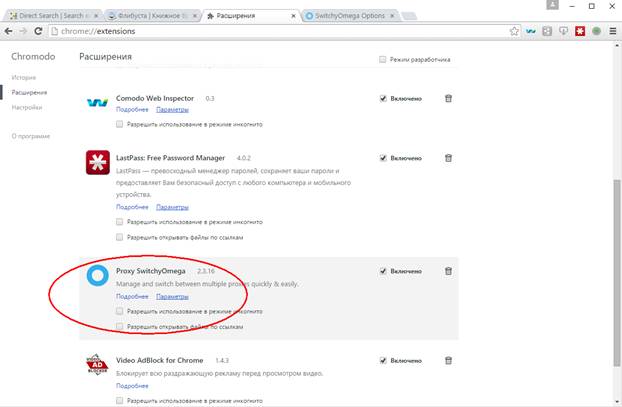 Direct Search | Search e
Флибуста | Книжное б
Расширения
SwitchyOmega Options
chrome://extensions
Chromodo
Расширения
Режим разработчика
История
Расширения
Настройки
О программе
Comodo Web Inspector 0.3
Включено
Подробнее Параметры
Разрешить использование в режиме инкогнито
LastPass: Free Password Manager 4.0.2
Включено
LastPass — превосходный менеджер паролей, сохраняет ваши пароли и
предоставляет Вам безопасный доступ с любого компьютера и мобильного
устройства.
Подробнее Параметры
Разрешить использование в режиме инкогнито
Разрешить открывать файлы по ссылкам
Proxy SwitchyOmega 2.3.16
Включено
Manage and switch between multiple proxies quickly & easily.
Подробнее Параметры
Разрешить использование в режиме инкогнито
Разрешить открывать файлы по ссылкам
VIDEO
AD
BLOCKER
Video AdBlock for Chrome 1.4.3
Включено
Блокирует всю раздражающую рекламу перед просмотром видео.
Подробнее
Разрешить использование в режиме инкогнито